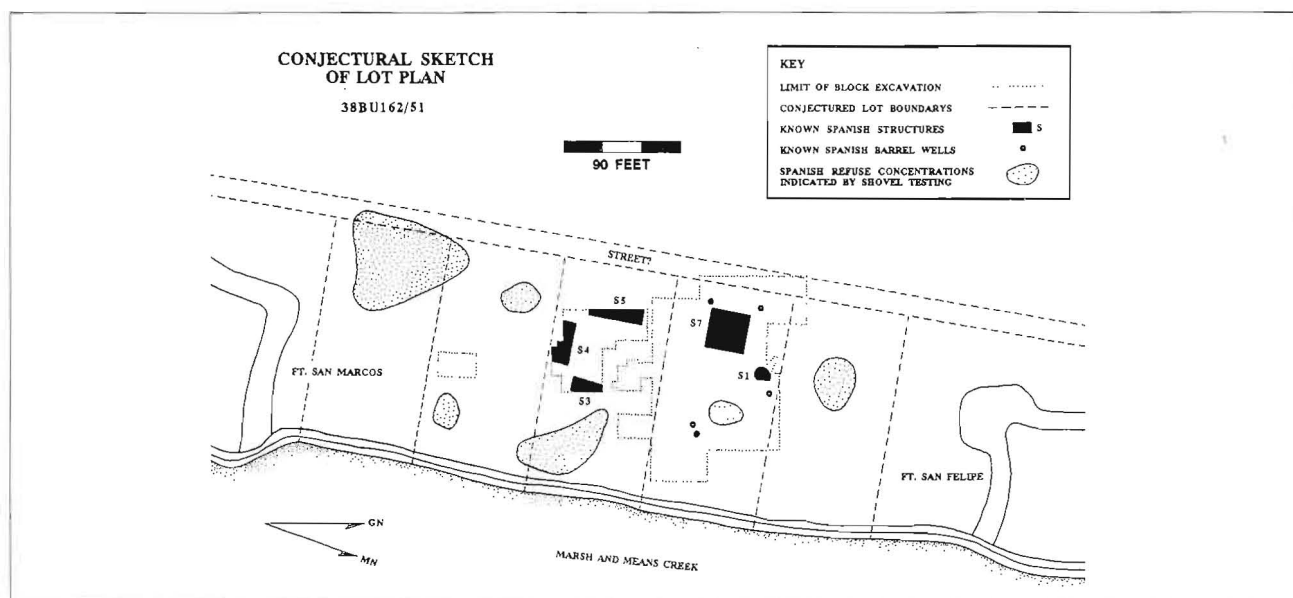 CONJECTURAL SKETCH
OF LOT PLAN
38BU162/51
90 FEET
KEY
LIMIT OF BLOCK EXCAVATION
CONJECTURED LOT BOUNDARYS
KNOWN SPANISH STRUCTURES S
KNOWN SPANISH BARREL WELLS
SPANISH REFUSE CONCENTRATIONS
INDICATED BY SHOVEL TESTING
STREET?
S5
S7
S4
S1
FT. SAN MARCOS
S3
FT. SAN FELIPE
GN
MN
MARSH AND MEANS CREEK